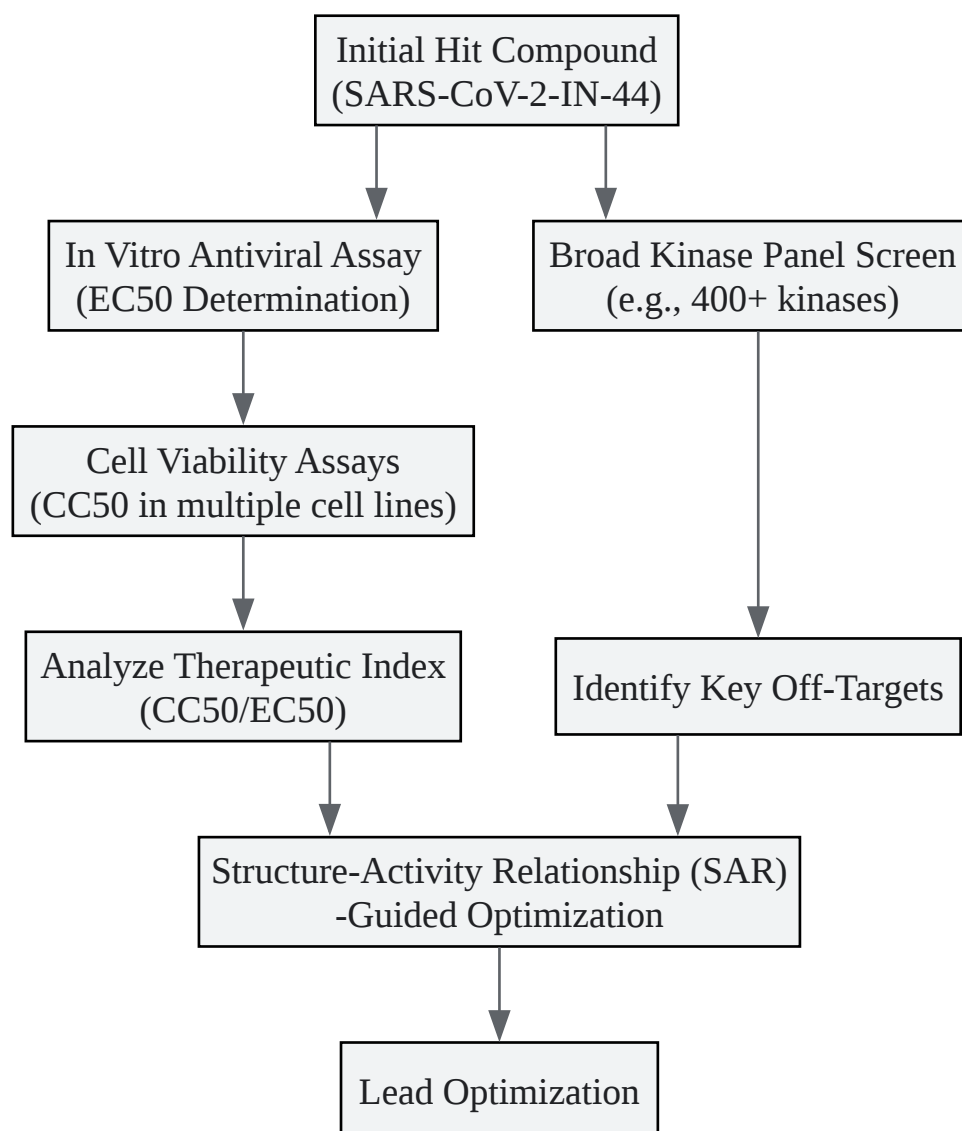 Initial Hit Compound
(SARS-CoV-2-IN-44)
In Vitro Antiviral Assay
(EC50 Determination)
Broad Kinase Panel Screen
(e.g., 400+ kinases)
Cell Viability Assays
(CC50 in multiple cell lines)
Analyze Therapeutic Index
(CC50/EC50)
Identify Key Off-Targets
Structure-Activity Relationship (SAR)
-Guided Optimization
Lead Optimization